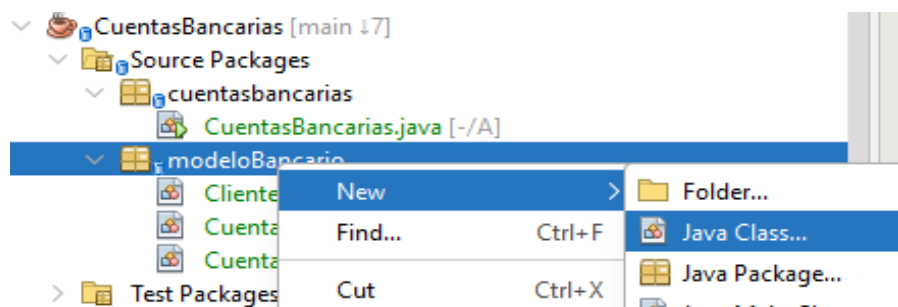 CuentasBancarias [main ↓7]
Source Packages
cuentasbancarias
CuentasBancarias.java [-/A]
modeloBancario
Cliente
Cuenta
Cuenta
Test Packages
New
Find... Ctrl+F
Cut Ctrl+X
Folder...
Java Class...
Java Package...